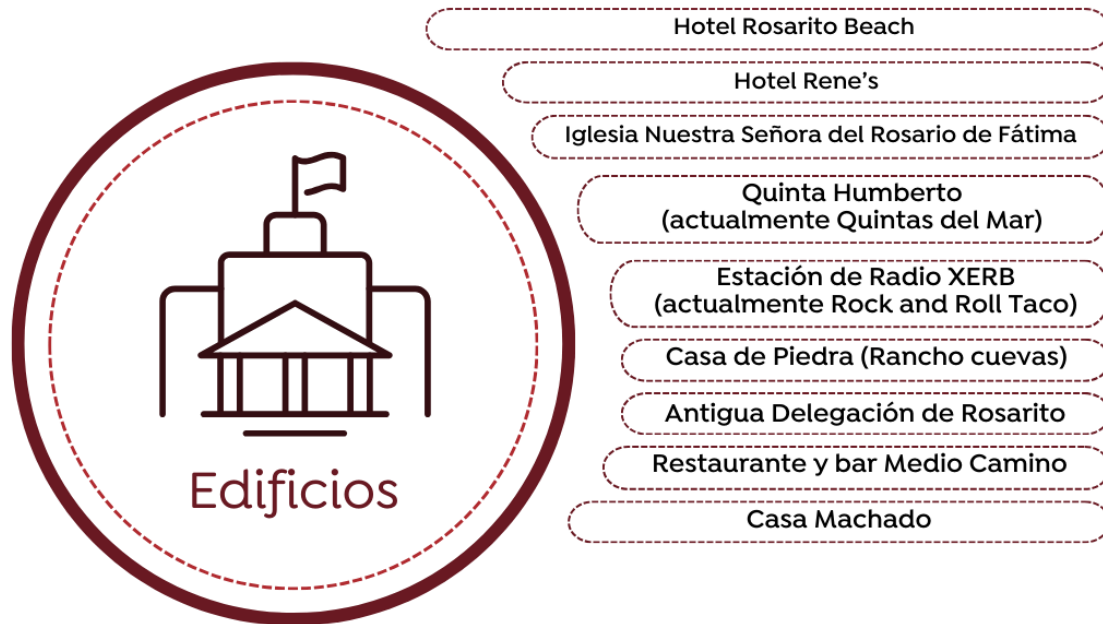 Hotel Rosarito Beach
Hotel Rene's
Iglesia Nuestra Señora del Rosario de Fátima
Quinta Humberto
(actualmente Quintas del Mar)
Estación de Radio XERB
(actualmente Rock and Roll Taco)
Casa de Piedra (Rancho cuevas)
Antigua Delegación de Rosarito
Restaurante y bar Medio Camino
Casa Machado
Edificios